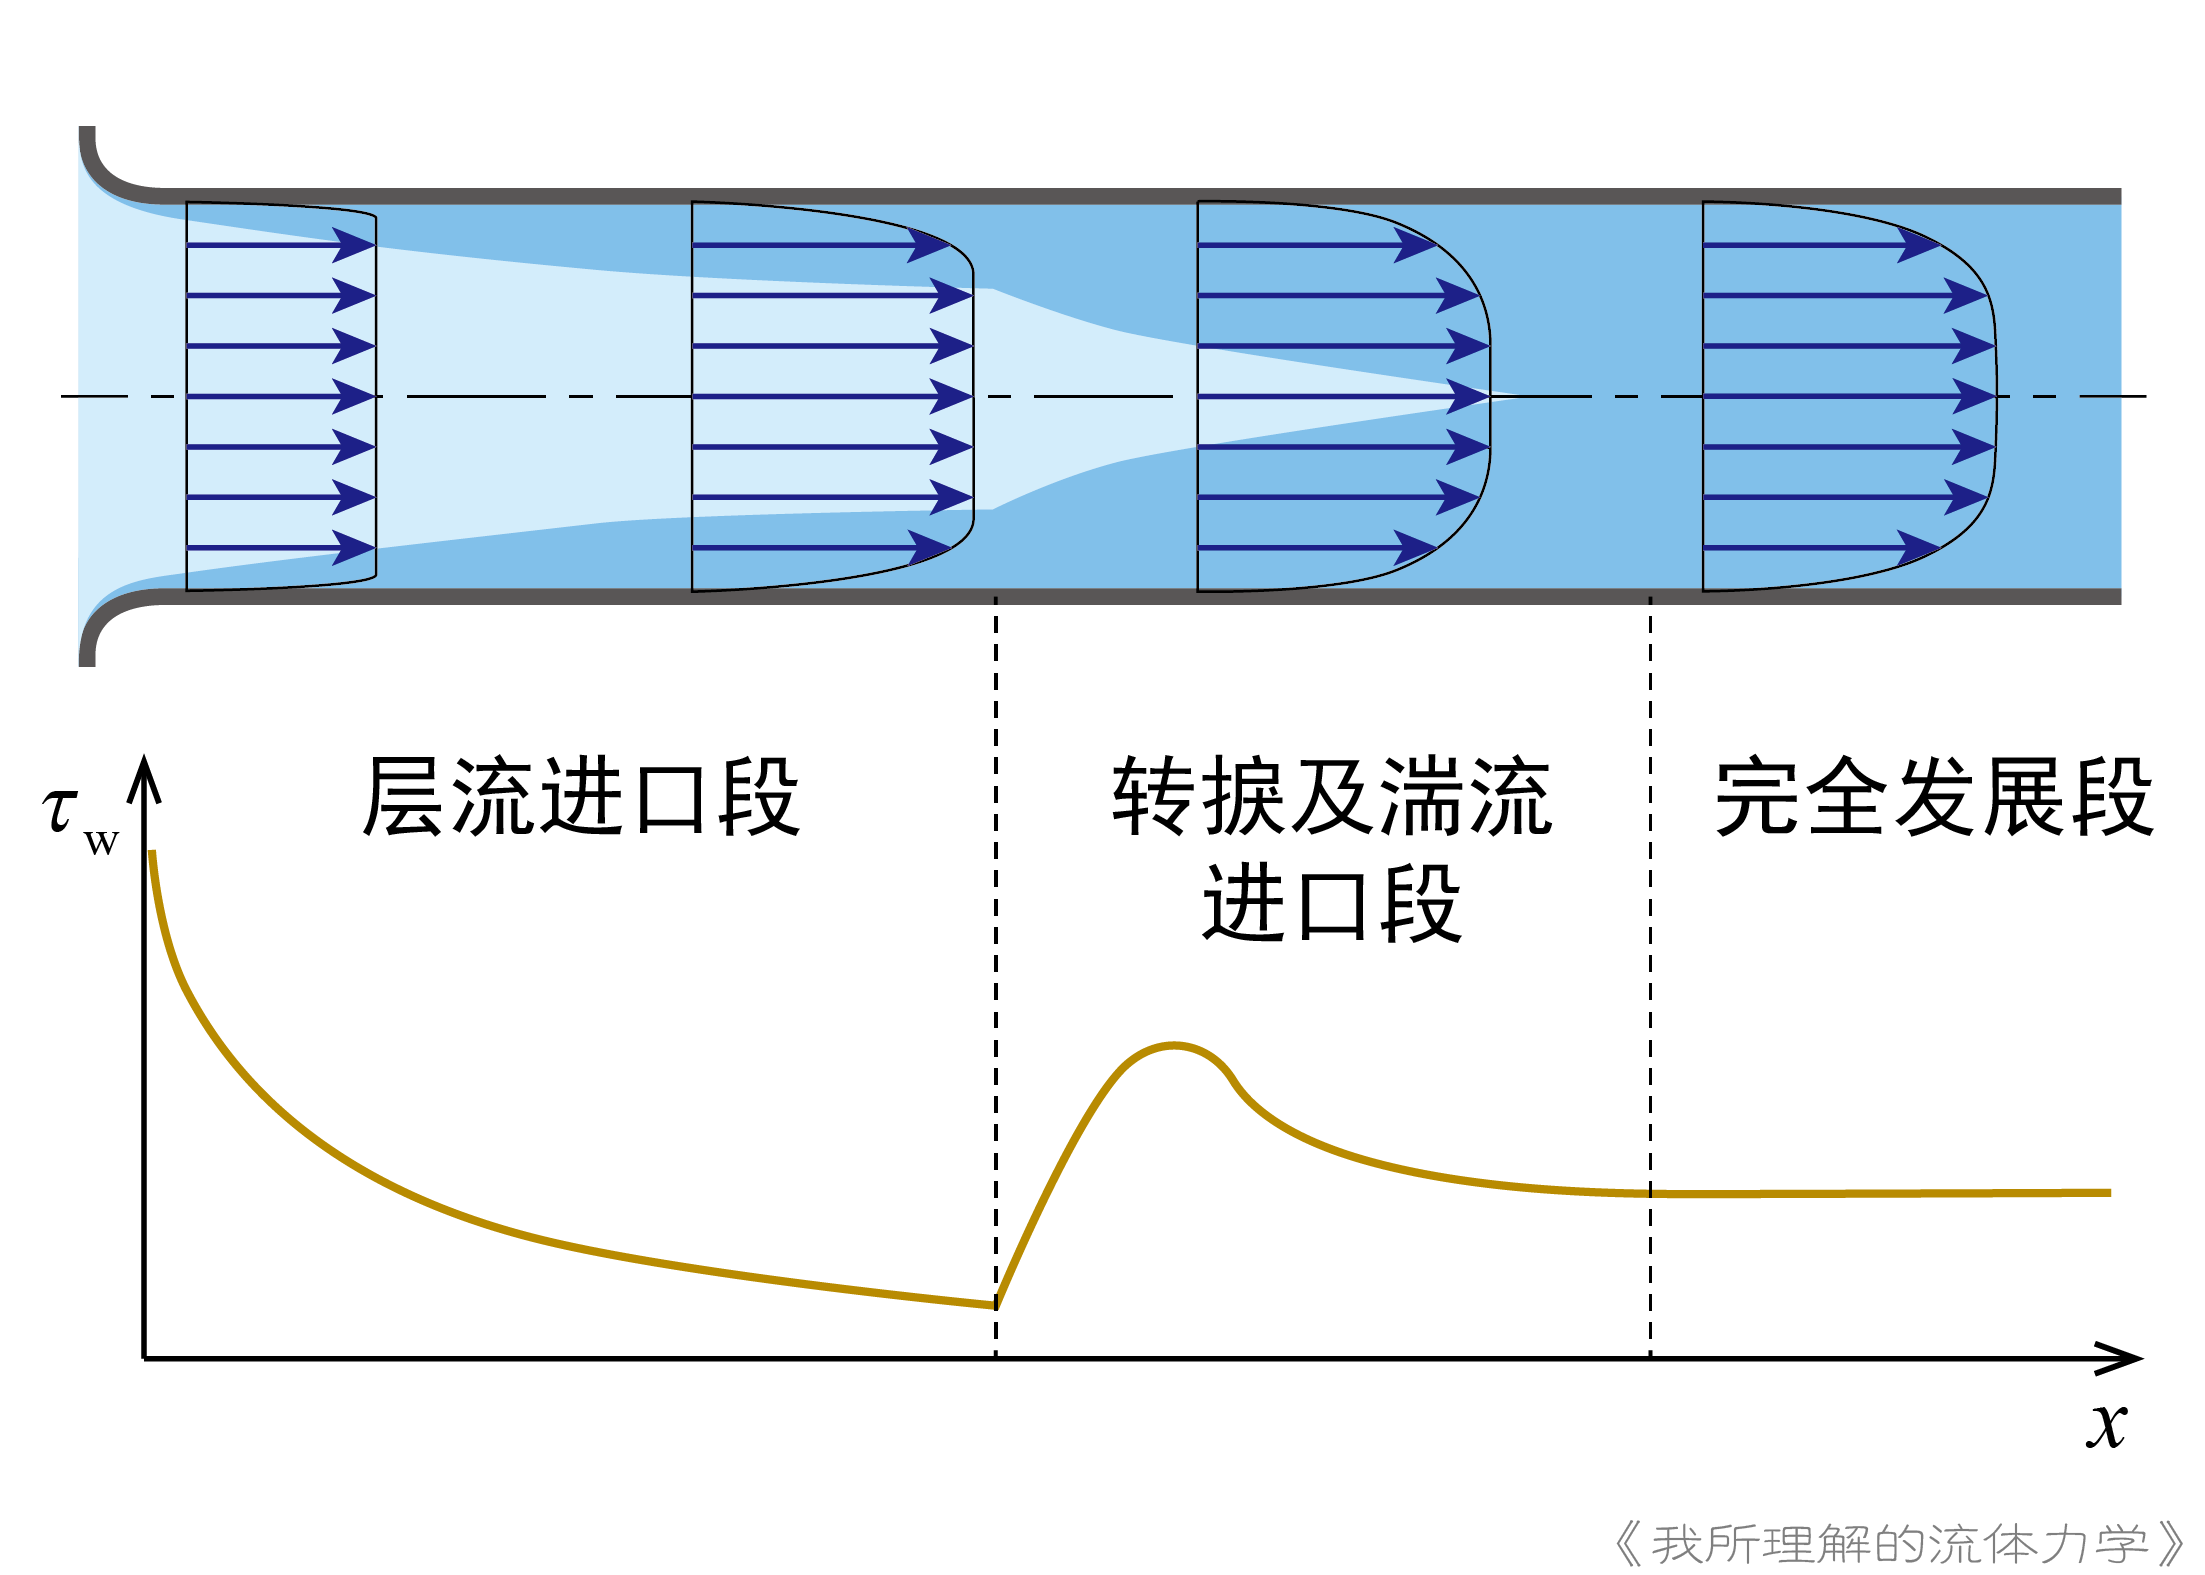 τw
层流进口段
转捩及湍流
进口段
完全发展段
x
《我所理解的流体力学》